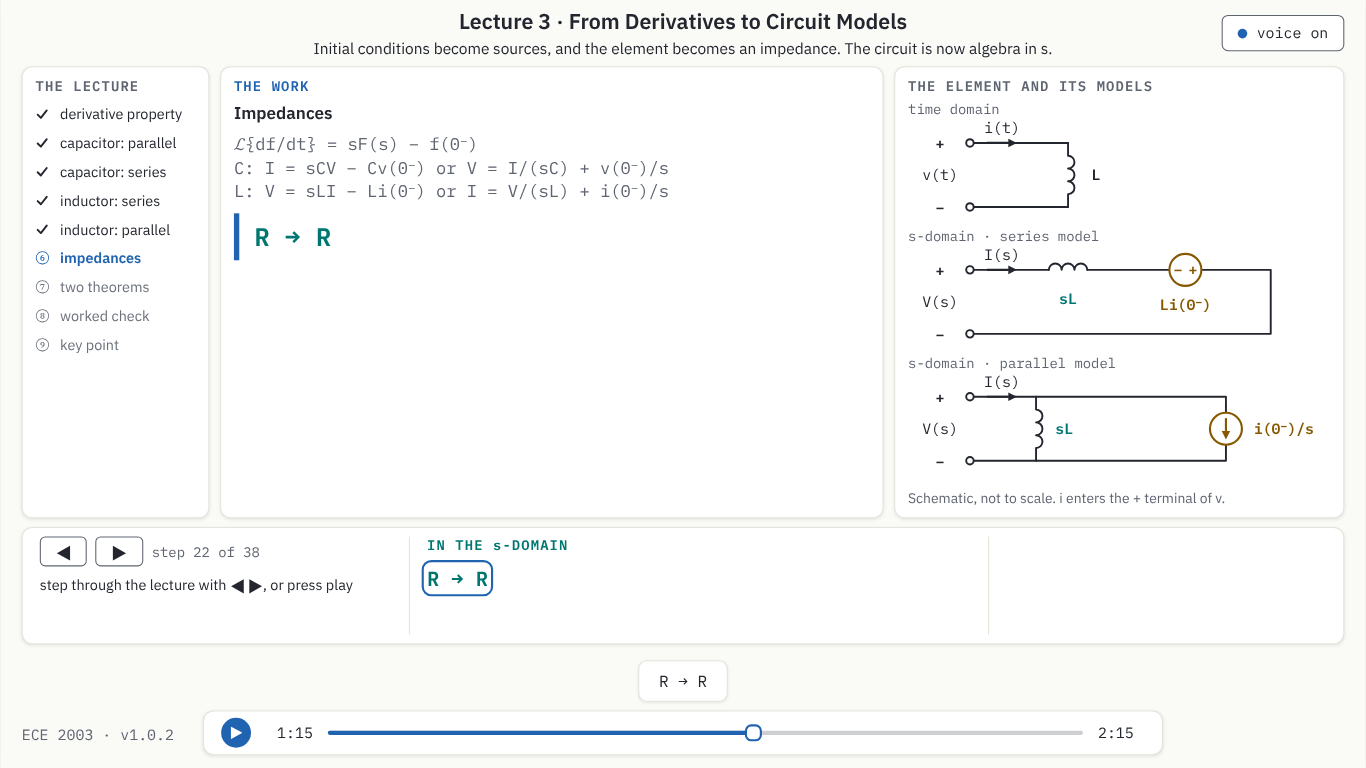 Lecture 3 · From Derivatives to Circuit Models
Initial conditions become sources, and the element becomes an impedance. The circuit is now algebra in s.
voice on
THE LECTURE
derivative property
capacitor: parallel
capacitor: series
inductor: series
inductor: parallel
6 impedances
7 two theorems
8 worked check
9 key point
THE WORK
Impedances
ℒ{df/dt} = sF(s) − f(0⁻)
C: I = sCV − Cv(0⁻) or V = I/(sC) + v(0⁻)/s
L: V = sLI − Li(0⁻) or I = V/(sL) + i(0⁻)/s
R → R
THE ELEMENT AND ITS MODELS
time domain
i(t)
+
v(t)
L
−
s-domain · series model
I(s)
+
− +
V(s)
sL
Li(0⁻)
−
s-domain · parallel model
I(s)
+
V(s)
sL
i(0⁻)/s
−
Schematic, not to scale. i enters the + terminal of v.
◀ ▶ step 22 of 38
step through the lecture with ◀ ▶, or press play
IN THE s-DOMAIN
R → R
R → R
ECE 2003 · v1.0.2
1:15
2:15